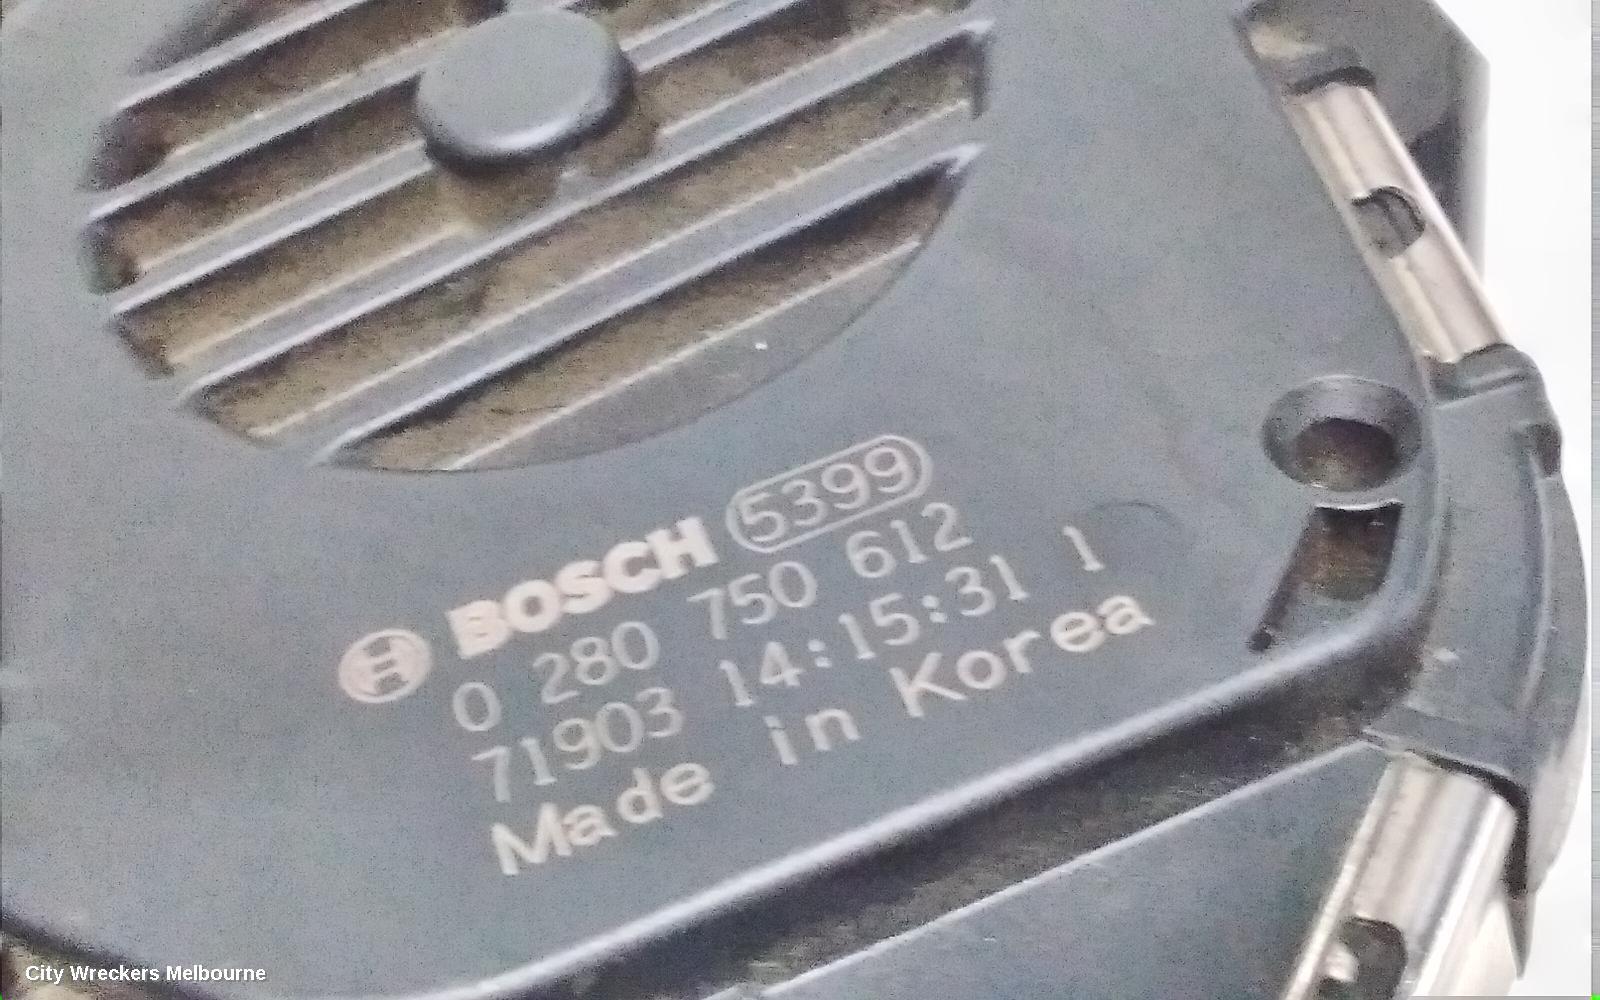 BOSCH 5399
0 280 750 612
71903 14:15:31 1
Made in Korea
City Wreckers Melbourne